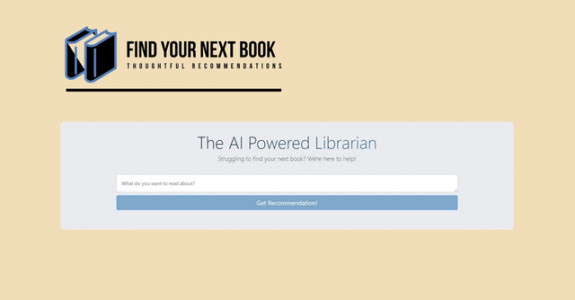 FIND YOUR NEXT BOOK
THOUGHTFUL RECOMMENDATIONS
The AI Powered Librarian
Struggling to find your next book? We're here to help!
What do you want to read about?
Get Recommendation!